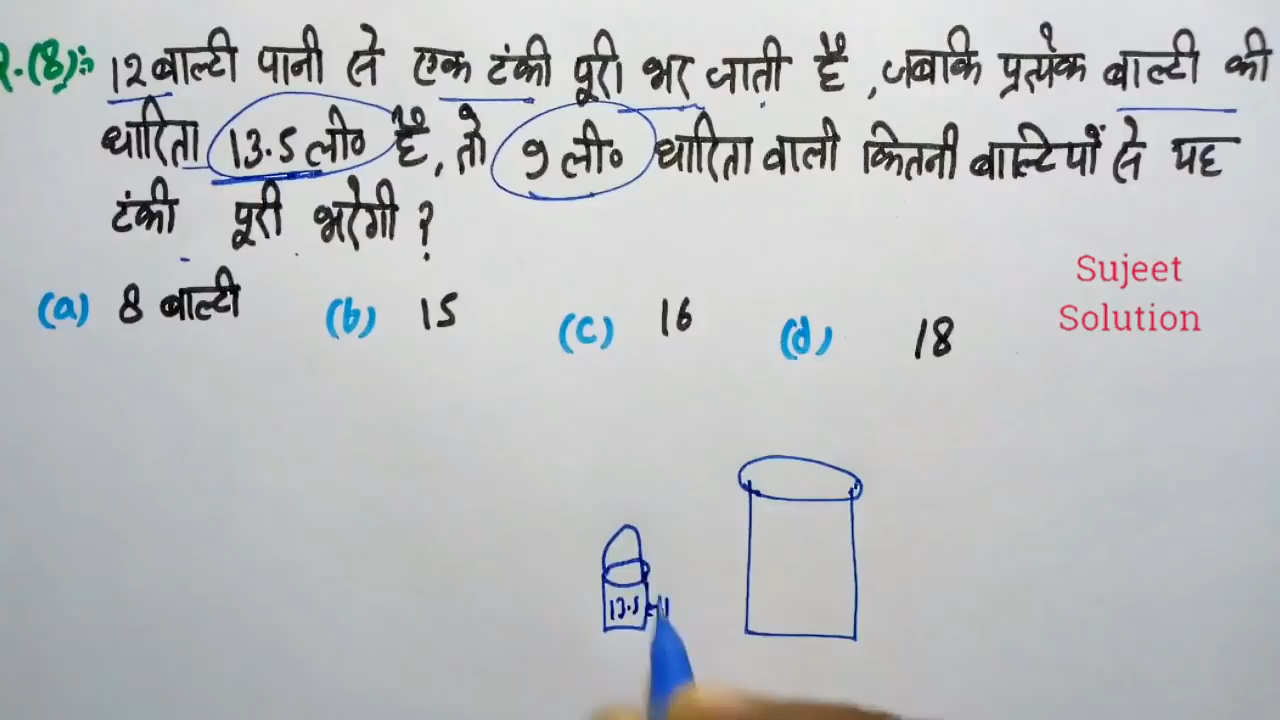 Q.(8):- 12 बाल्टी पानी से एक टंकी पूरी भर जाती है, जबकि प्रत्येक बाल्टी की
धारिता 13.5 ली० है, तो 9 ली० धारिता वाली कितनी बाल्टियों से यह
टंकी पूरी भरेगी ?
(a) 8 बाल्टी (b) 15 (c) 16 (d) 18
Sujeet
Solution
13.5